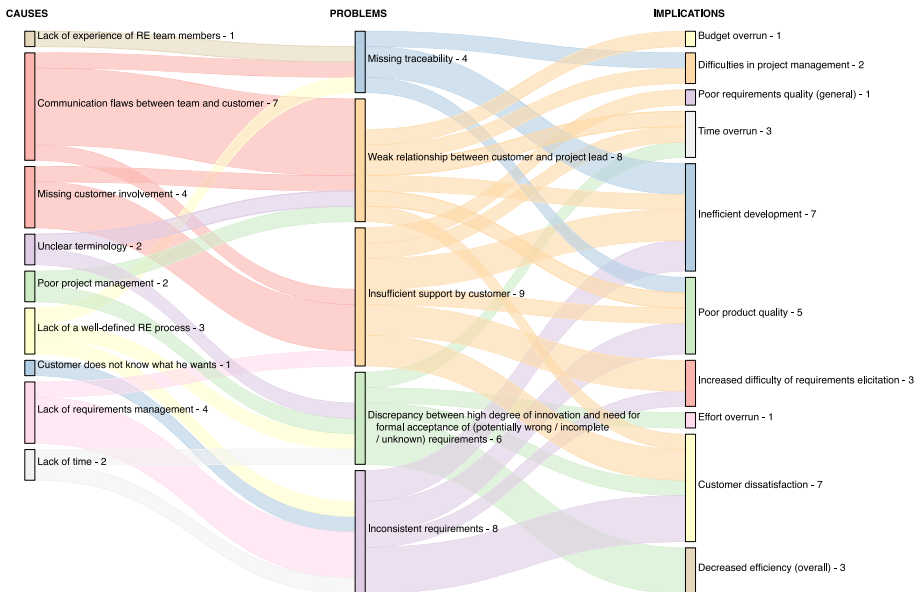 CAUSES
Lack of experience of RE team members - 1
Communication flaws between team and customer - 7
Missing customer involvement - 4
Unclear terminology - 2
Poor project management - 2
Lack of a well-defined RE process - 3
Customer does not know what he wants - 1
Lack of requirements management - 4
Lack of time - 2
PROBLEMS
Missing traceability - 4
Weak relationship between customer and project lead - 8
Insufficient support by customer - 9
Discrepancy between high degree of innovation and need for
formal acceptance of (potentially wrong / incomplete
/ unknown) requirements - 6
Inconsistent requirements - 8
IMPLICATIONS
Budget overrun - 1
Difficulties in project management - 2
Poor requirements quality (general) - 1
Time overrun - 3
Inefficient development - 7
Poor product quality - 5
Increased difficulty of requirements elicitation - 3
Effort overrun - 1
Customer dissatisfaction - 7
Decreased efficiency (overall) - 3